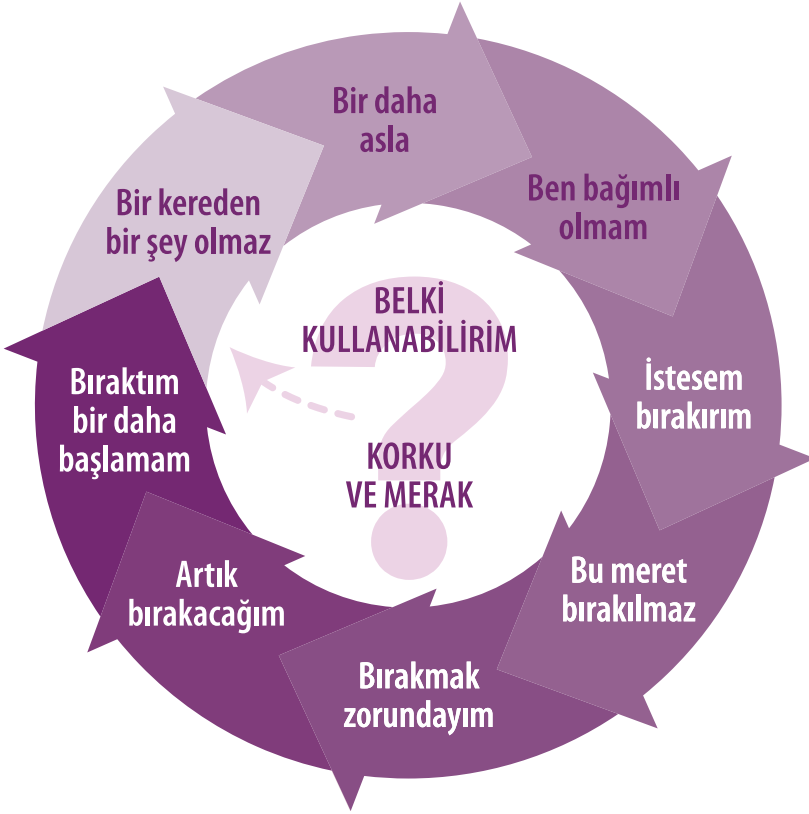 Bir daha
asla
Ben bağımlı
olmam
İstesem
bırakırım
Bu meret
bırakılmaz
Bırakmak
zorundayım
Artık
bırakacağım
Bıraktım
bir daha
başlamam
Bir kereden
bir şey olmaz
BELKİ
KULLANABİLİRİM
KORKU
VE MERAK
?